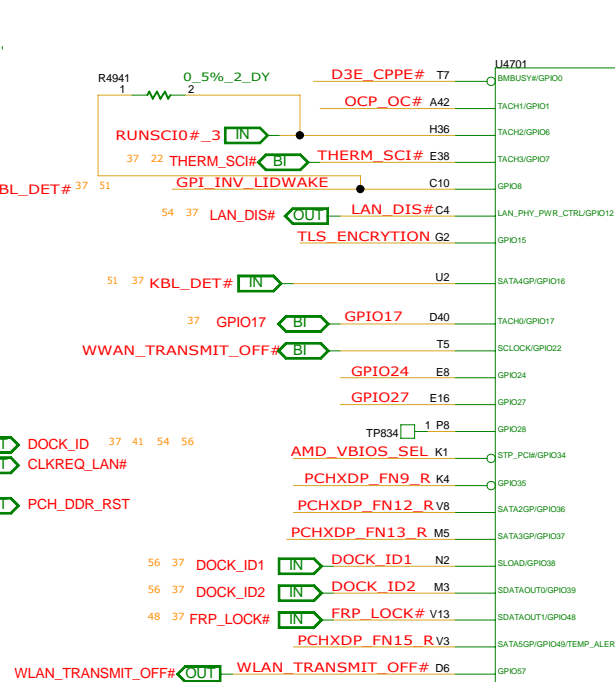 U4701
R4941 0_5%_2_DY
1 2
D3E_CPPE# T7 BMBUSY#/GPIO0
OCP_OC# A42 TACH1/GPIO1
RUNSCI0#_3 IN H36 TACH2/GPIO6
37 22 THERM_SCI# BI THERM_SCI# E38 TACH3/GPIO7
BL_DET# 37 51 GPI_INV_LIDWAKE C10 GPIO8
54 37 LAN_DIS# OUT LAN_DIS# C4 LAN_PHY_PWR_CTRL/GPIO12
TLS_ENCRYTION G2 GPIO15
51 37 KBL_DET# IN U2 SATA4GP/GPIO16
37 GPIO17 BI GPIO17 D40 TACH0/GPIO17
WWAN_TRANSMIT_OFF# BI T5 SCLOCK/GPIO22
GPIO24 E8 GPIO24
GPIO27 E16 GPIO27
TP834 1 P8 GPIO28
T DOCK_ID 37 41 54 56
AMD_VBIOS_SEL K1 STP_PCI#/GPIO34
T CLKREQ_LAN#
PCHXDP_FN9_R K4 GPIO35
T PCH_DDR_RST PCHXDP_FN12_R V8 SATA2GP/GPIO36
PCHXDP_FN13_R M5 SATA3GP/GPIO37
56 37 DOCK_ID1 IN DOCK_ID1 N2 SLOAD/GPIO38
56 37 DOCK_ID2 IN DOCK_ID2 M3 SDATAOUT0/GPIO39
48 37 FRP_LOCK# IN FRP_LOCK# V13 SDATAOUT1/GPIO48
PCHXDP_FN15_R V3 SATA5GP/GPIO49/TEMP_ALER
WLAN_TRANSMIT_OFF# OUT WLAN_TRANSMIT_OFF# D6 GPIO57